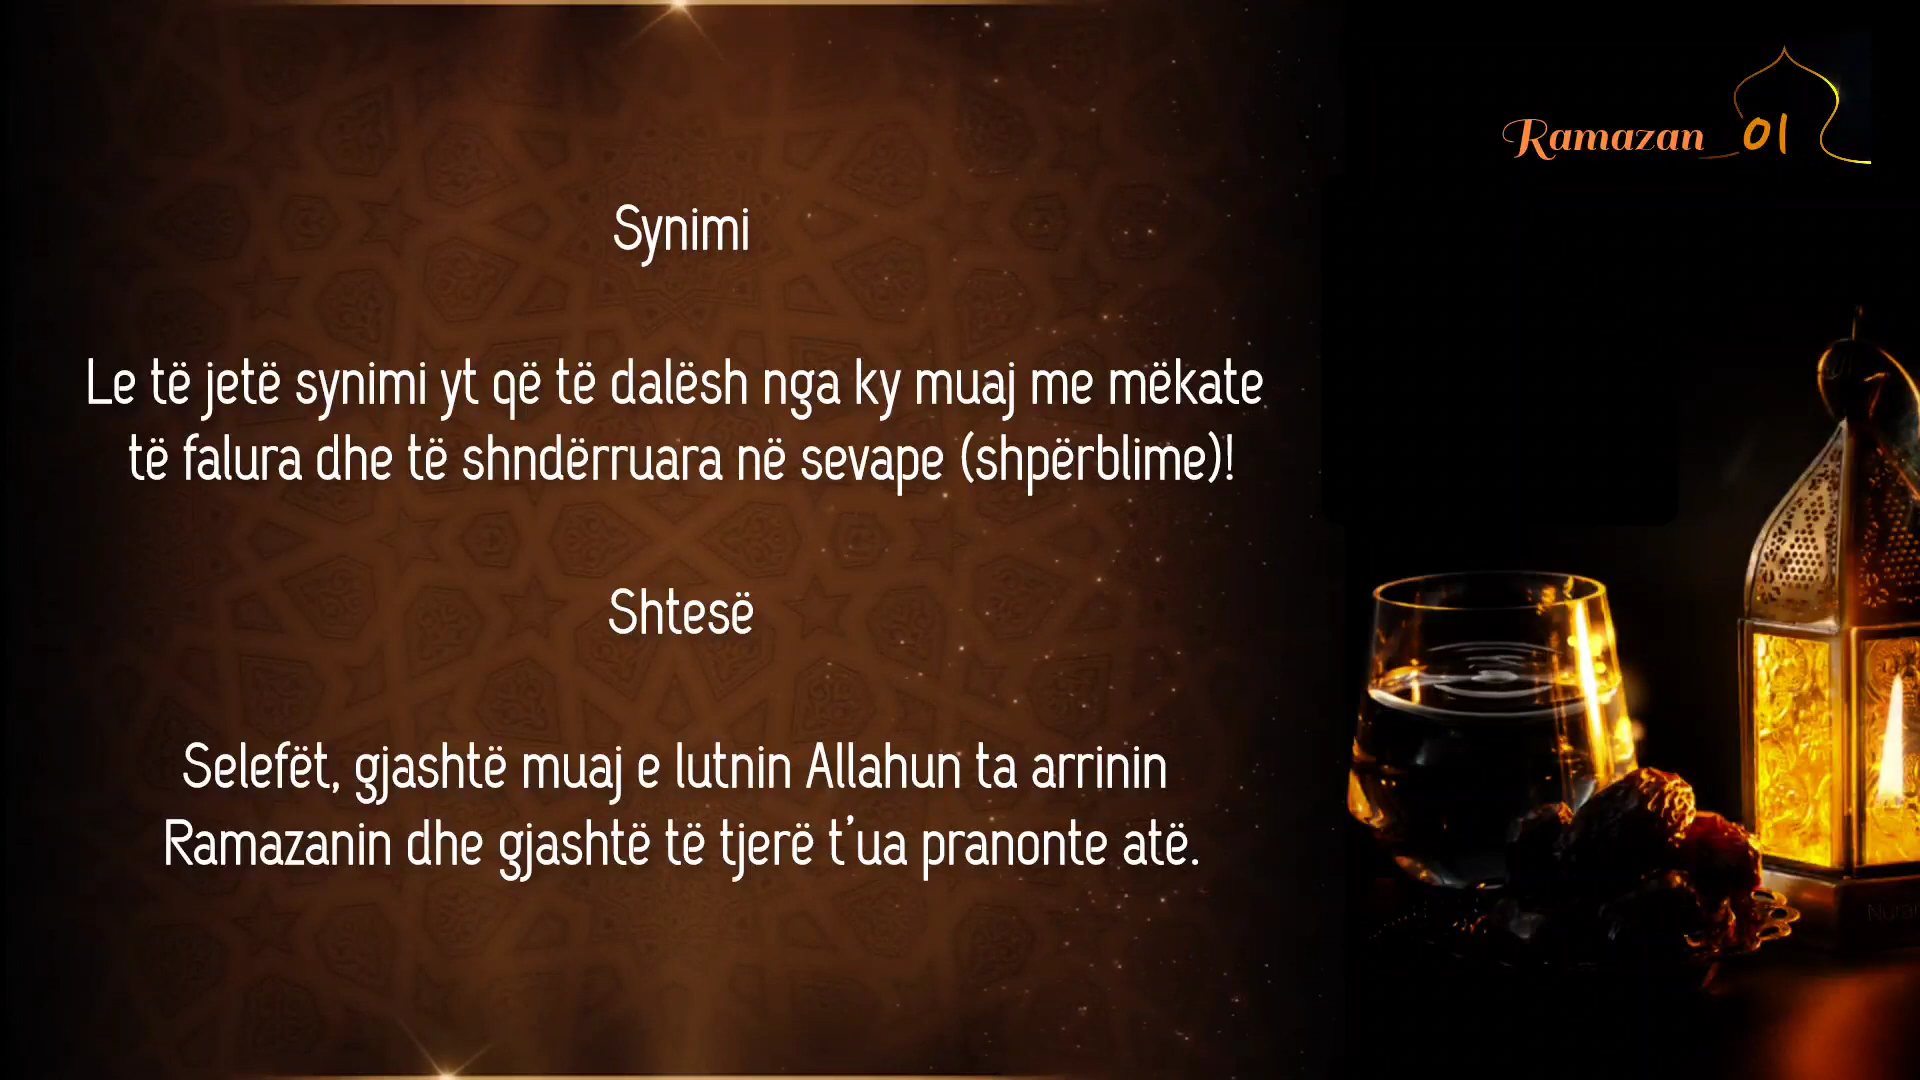 Ramazan 01
Synimi
Le të jetë synimi yt që të dalësh nga ky muaj me mëkate
të falura dhe të shndërruara në sevape (shpërblime)!
Shtesë
Selefët, gjashtë muaj e lutnin Allahun ta arrinin
Ramazanin dhe gjashtë të tjerë t'ua pranonte atë.